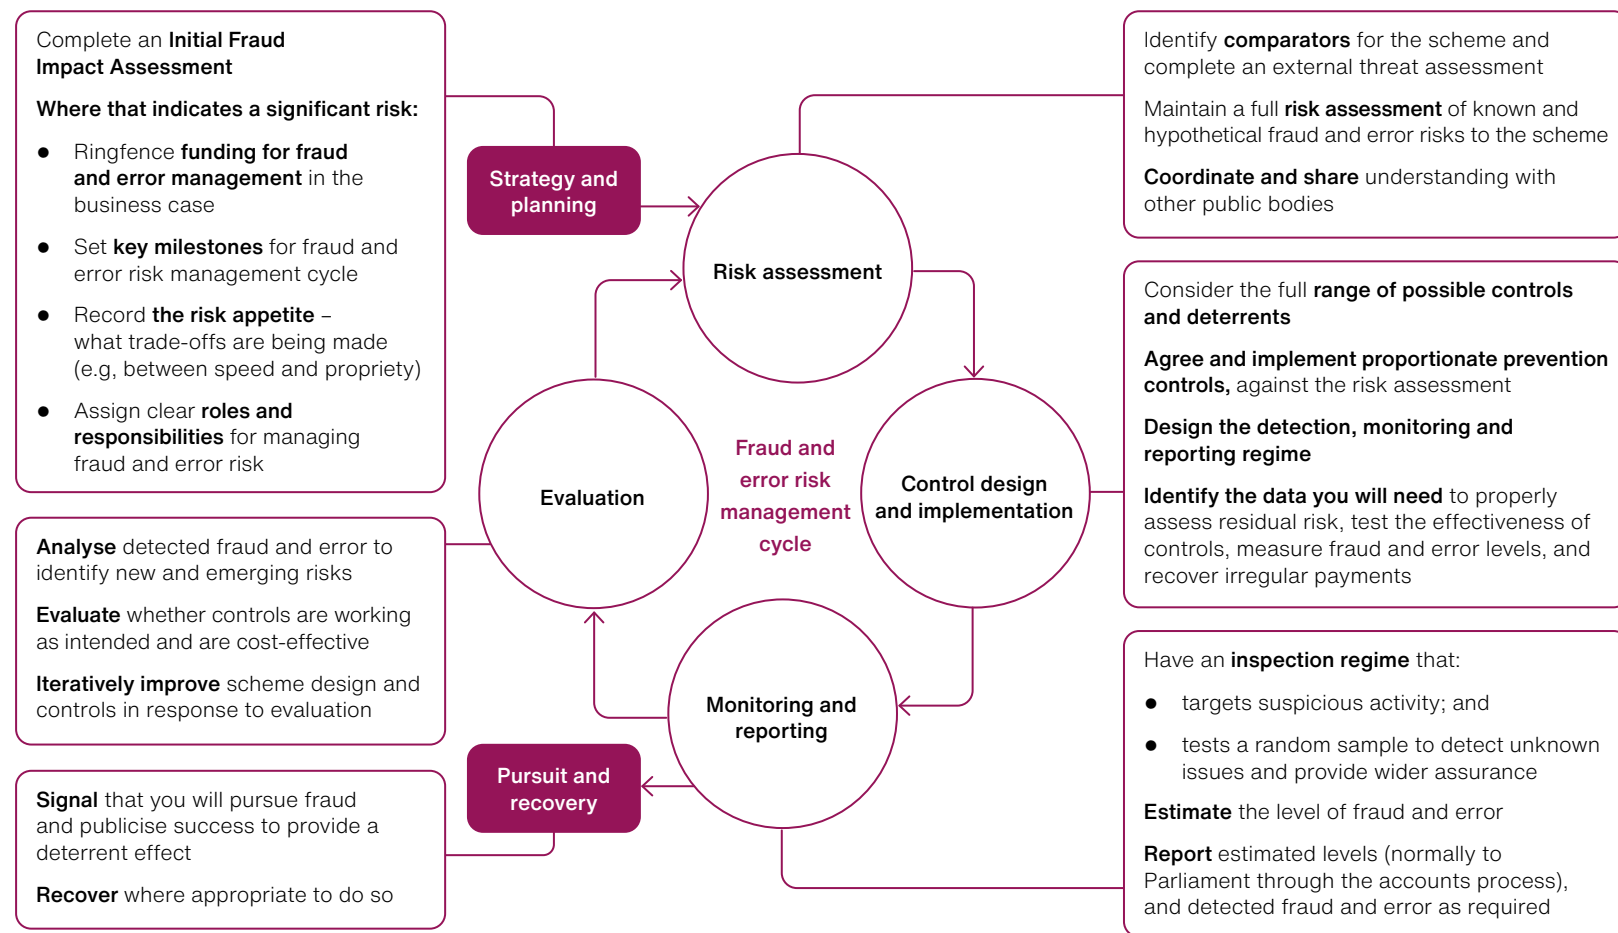 Complete an Initial Fraud
Impact Assessment
Where that indicates a significant risk:
● Ringfence funding for fraud
and error management in the
business case
● Set key milestones for fraud and
error risk management cycle
● Record the risk appetite –
what trade-offs are being made
(e.g, between speed and propriety)
● Assign clear roles and
responsibilities for managing
fraud and error risk
Strategy and
planning
Risk assessment
Identify comparators for the scheme and
complete an external threat assessment
Maintain a full risk assessment of known and
hypothetical fraud and error risks to the scheme
Coordinate and share understanding with
other public bodies
Fraud and
error risk
management
cycle
Control design
and implementation
Consider the full range of possible controls
and deterrents
Agree and implement proportionate prevention
controls, against the risk assessment
Design the detection, monitoring and
reporting regime
Identify the data you will need to properly
assess residual risk, test the effectiveness of
controls, measure fraud and error levels, and
recover irregular payments
Monitoring and
reporting
Have an inspection regime that:
● targets suspicious activity; and
● tests a random sample to detect unknown
issues and provide wider assurance
Estimate the level of fraud and error
Report estimated levels (normally to
Parliament through the accounts process),
and detected fraud and error as required
Evaluation
Analyse detected fraud and error to
identify new and emerging risks
Evaluate whether controls are working
as intended and are cost-effective
Iteratively improve scheme design and
controls in response to evaluation
Pursuit and
recovery
Signal that you will pursue fraud
and publicise success to provide a
deterrent effect
Recover where appropriate to do so